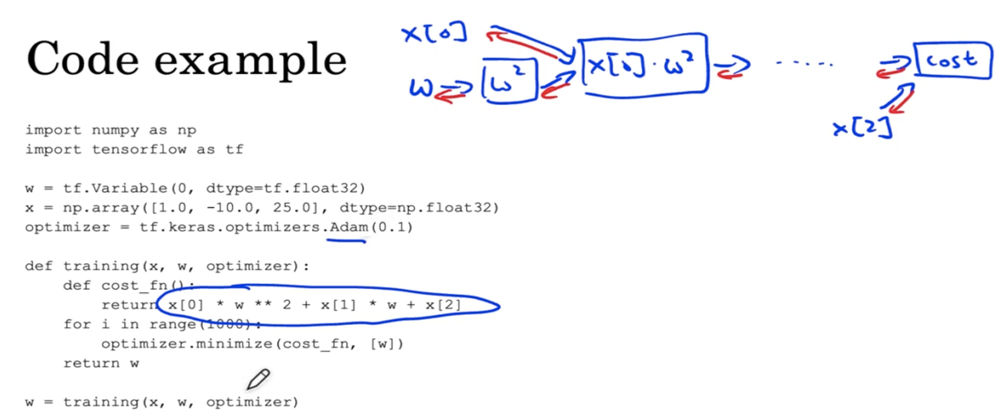 Code example
x[0]
w
w²
x[0] · w²
.....
cost
x[2]
import numpy as np
import tensorflow as tf
w = tf.Variable(0, dtype=tf.float32)
x = np.array([1.0, -10.0, 25.0], dtype=np.float32)
optimizer = tf.keras.optimizers.Adam(0.1)
def training(x, w, optimizer):
    def cost_fn():
        return x[0] * w ** 2 + x[1] * w + x[2]
    for i in range(1000):
        optimizer.minimize(cost_fn, [w])
    return w
w = training(x, w, optimizer)